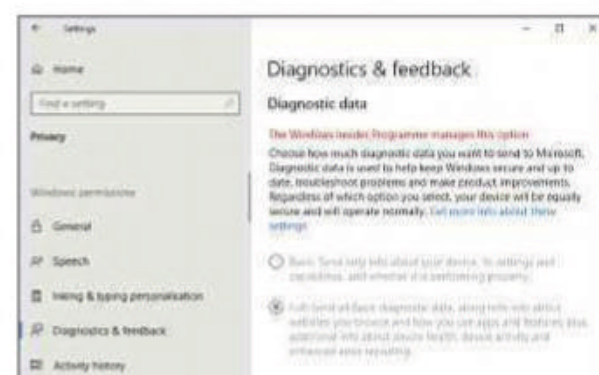 Settings
Home
Find a setting
Privacy
Windows permissions
General
Speech
Inking & typing personalisation
Diagnostics & feedback
Activity history
Diagnostics & feedback
Diagnostic data
The Windows Insider Programme manages this option
Choose how much diagnostic data you want to send to Microsoft.
Diagnostic data is used to help keep Windows secure and up to
date, troubleshoot problems and make product improvements.
Regardless of which option you select, your device will be equally
secure and will operate normally. Get more info about these
settings
Basic: Send only info about your device, its settings and
capabilities, and whether it is performing properly.
Full: Send all Basic diagnostic data, along with info about
websites you browse and how you use apps and features, plus
additional info about device health, device activity and
enhanced error reporting.